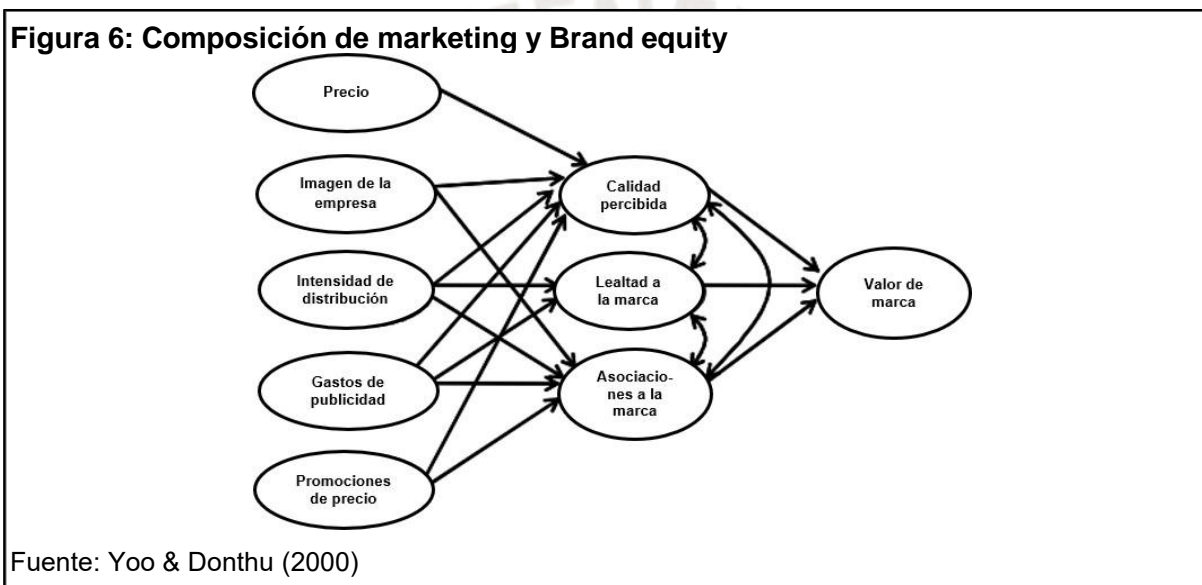 Figura 6: Composición de marketing y Brand equity
Precio
Imagen de la
empresa
Intensidad de
distribución
Gastos de
publicidad
Promociones
de precio
Calidad
percibida
Lealtad a
la marca
Asociacio-
nes a la
marca
Valor de
marca
Fuente: Yoo & Donthu (2000)